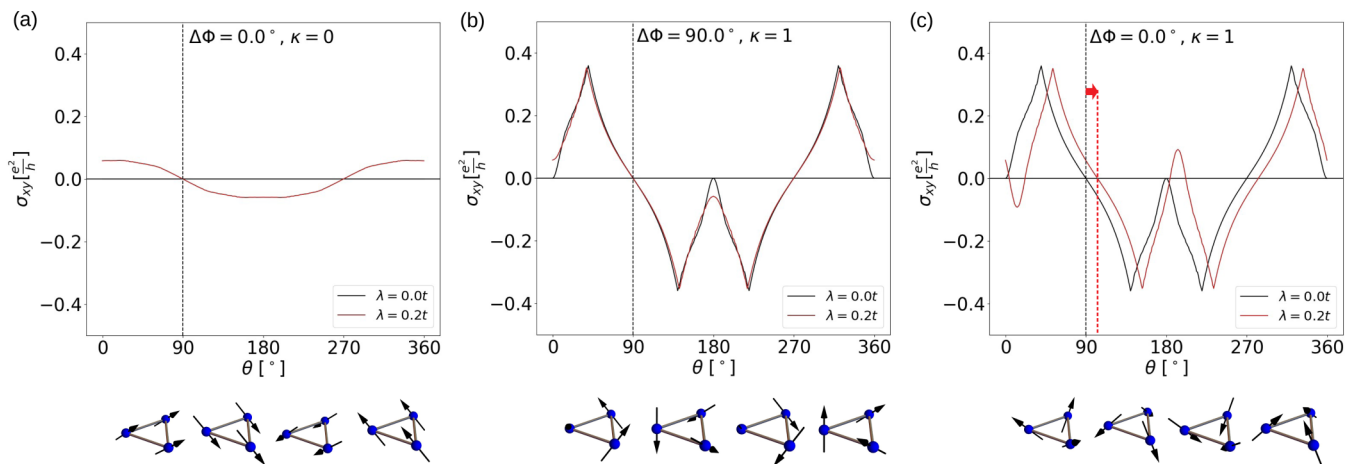 (a)
ΔΦ = 0.0°, κ = 0
0.4
0.2
0.0
−0.2
−0.4
σxy[e²/h]
λ = 0.0t
λ = 0.2t
0 90 180 270 360
θ [°]
(b)
ΔΦ = 90.0°, κ = 1
0.4
0.2
0.0
−0.2
−0.4
σxy[e²/h]
λ = 0.0t
λ = 0.2t
0 90 180 270 360
θ [°]
(c)
ΔΦ = 0.0°, κ = 1
0.4
0.2
0.0
−0.2
−0.4
σxy[e²/h]
λ = 0.0t
λ = 0.2t
0 90 180 270 360
θ [°]